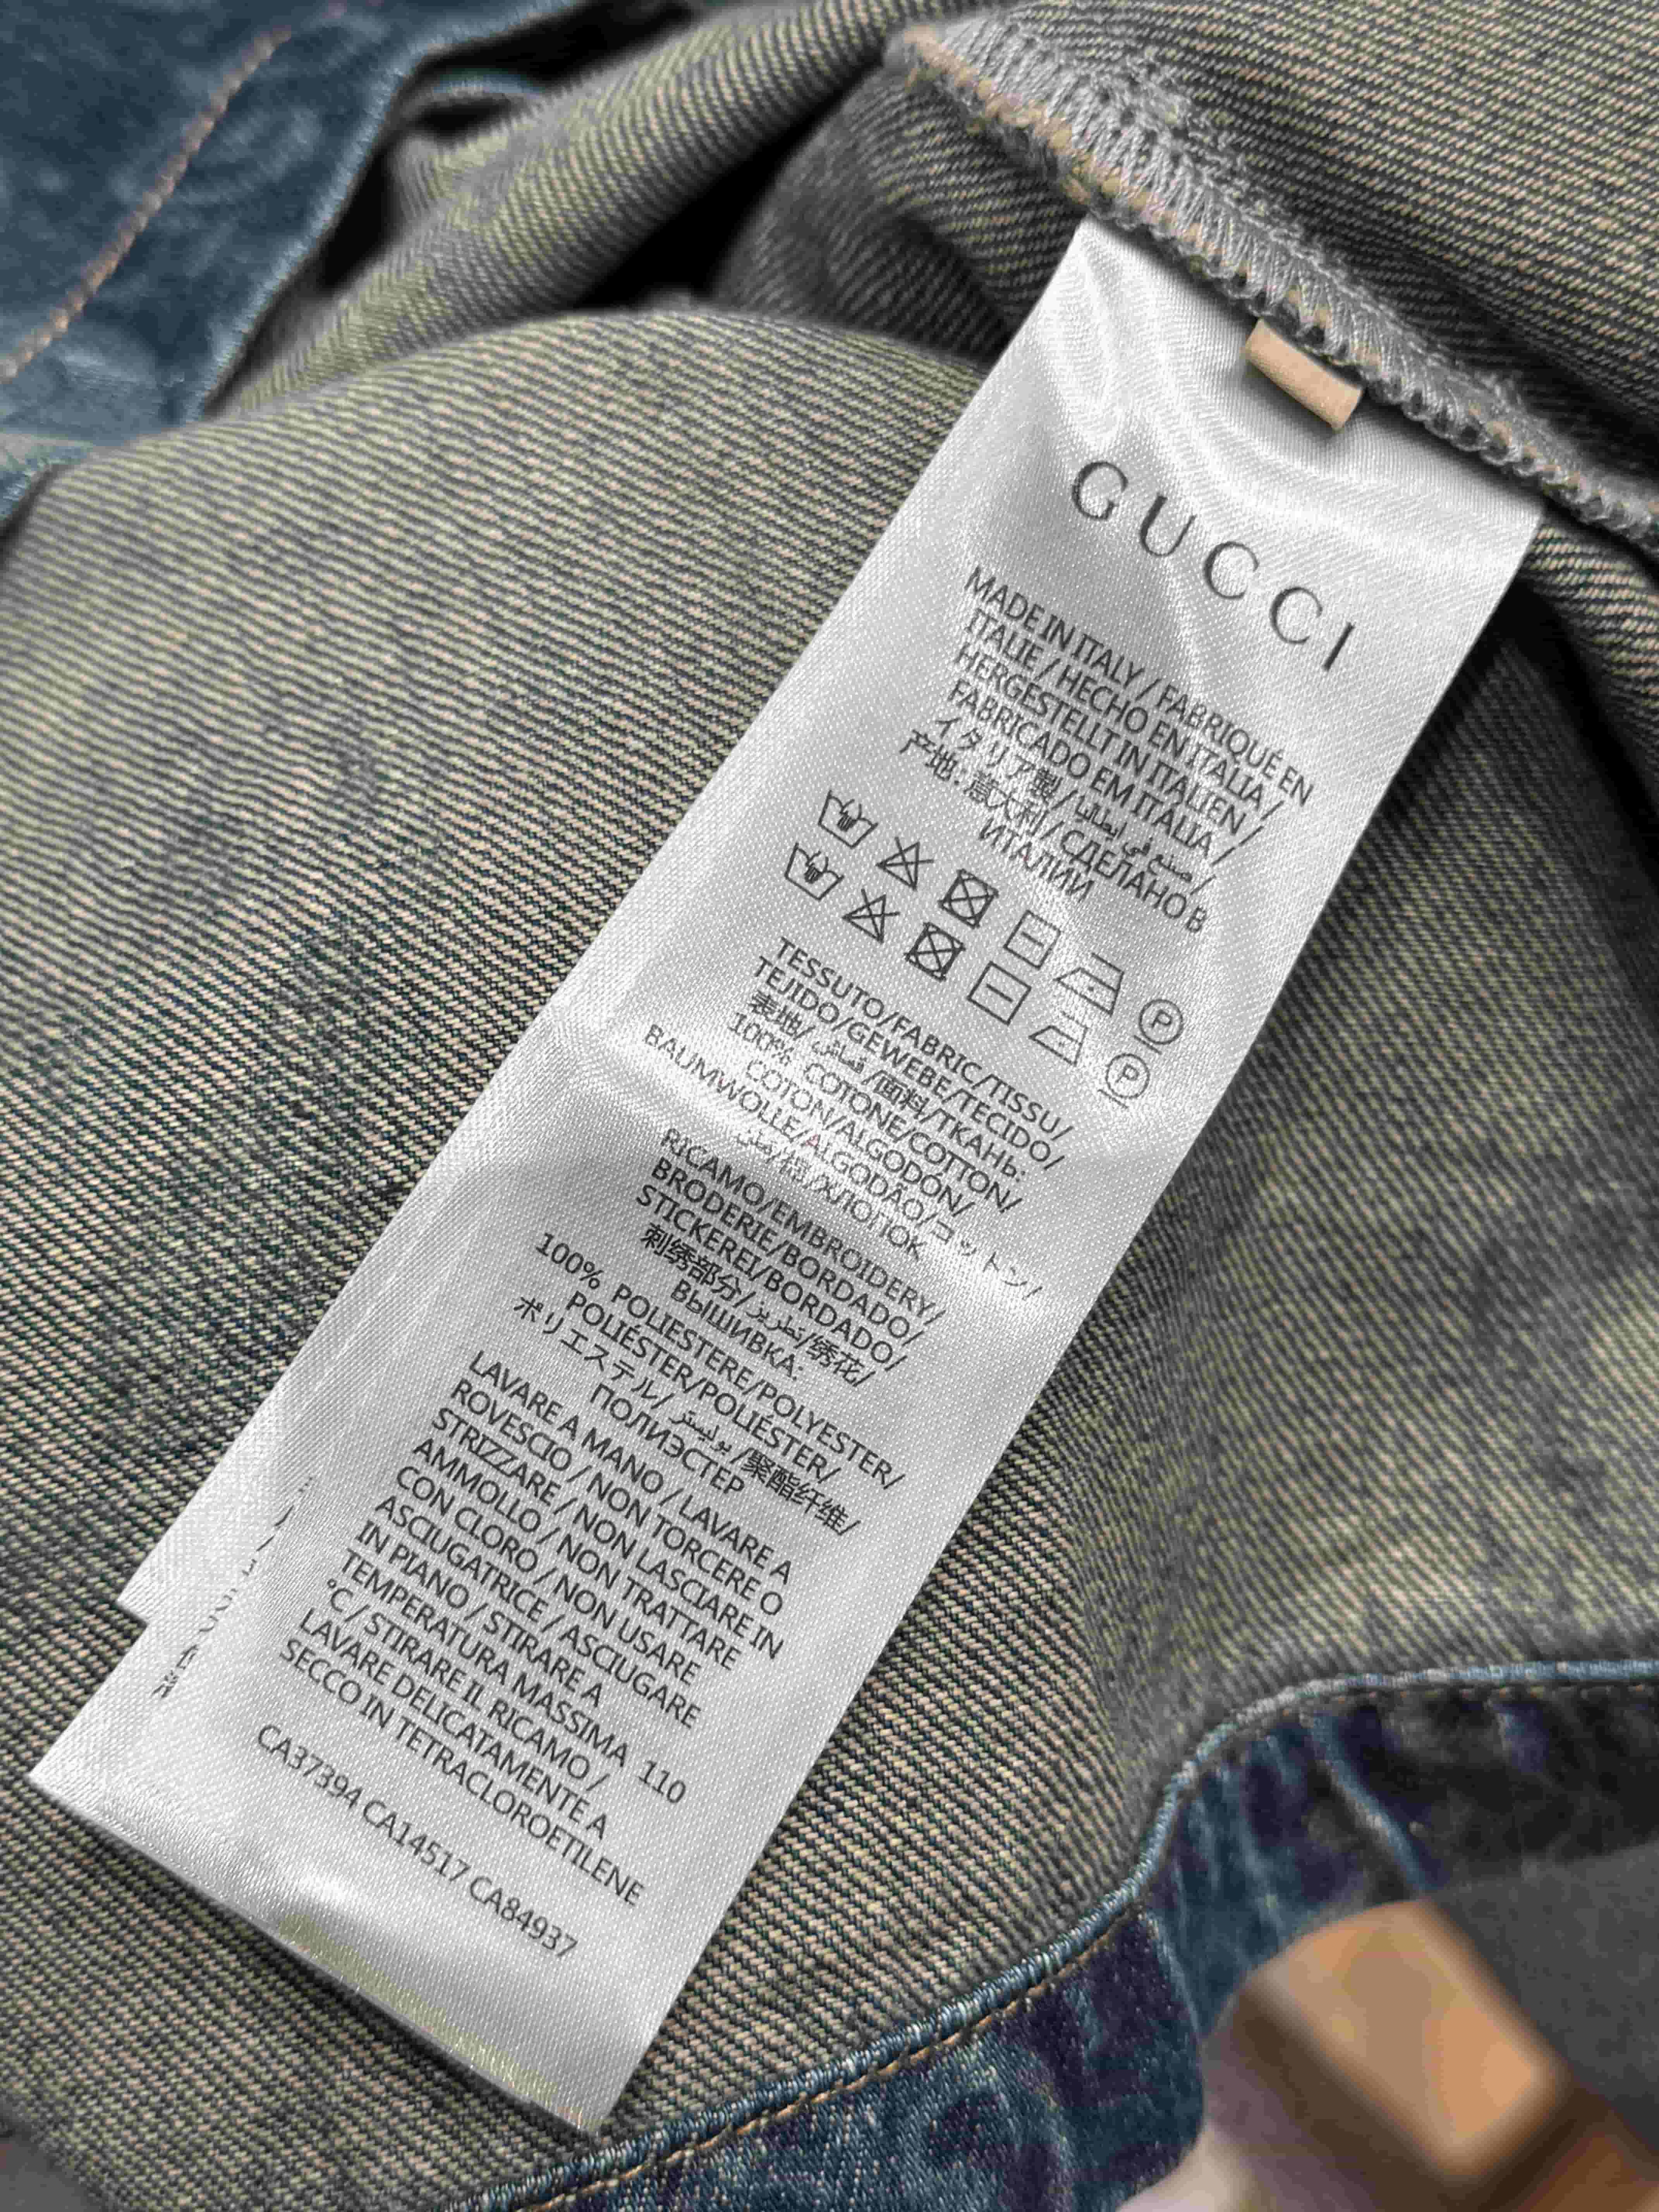 GUCCI
MADE IN ITALY / FABRIQUÉ EN
ITALIE / HECHO EN ITALIA /
HERGESTELLT IN ITALIEN /
FABRICADO EM ITALIA /
イタリア製 / صنع في إيطاليا /
产地：意大利 / СДЕЛАНО В
ИТАЛИИ
P
P
TESSUTO/FABRIC/TISSU/
TEJIDO/GEWEBE/TECIDO/
表地/ قماش /面料/ТКАНЬ:
100% COTONE/COTTON/
COTON/ALGODÓN/
BAUMWOLLE/ALGODÃO/コットン/
قطن/棉/ХЛОПОК
RICAMO/EMBROIDERY/
BRODERIE/BORDADO/
STICKEREI/BORDADO/
刺绣部分/تطريز/绣花/
ВЫШИВКА:
100% POLIESTERE/POLYESTER/
POLIÉSTER/POLIÉSTER/
ポリエステル/ بوليستر /聚酯纤维/
ПОЛИЭСТЕР
LAVARE A MANO / LAVARE A
ROVESCIO / NON TORCERE O
STRIZZARE / NON LASCIARE IN
AMMOLLO / NON TRATTARE
CON CLORO / NON USARE
ASCIUGATRICE / ASCIUGARE
IN PIANO / STIRARE A
TEMPERATURA MASSIMA 110
°C / STIRARE IL RICAMO /
LAVARE DELICATAMENTE A
SECCO IN TETRACLOROETILENE
CA37394 CA14517 CA84937